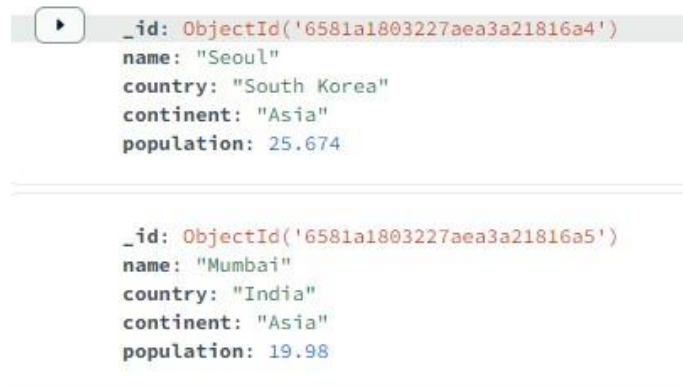 _id: ObjectId('6581a1803227aea3a21816a4')
name: "Seoul"
country: "South Korea"
continent: "Asia"
population: 25.674
_id: ObjectId('6581a1803227aea3a21816a5')
name: "Mumbai"
country: "India"
continent: "Asia"
population: 19.98